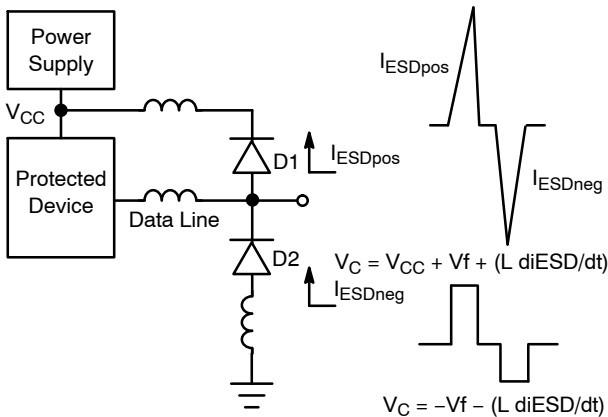 Power
Supply
V_CC
Protected
Device
Data Line
D1
I_ESDpos
D2
I_ESDneg
I_ESDpos
I_ESDneg
V_C = V_CC + Vf + (L diESD/dt)
V_C = −Vf − (L diESD/dt)